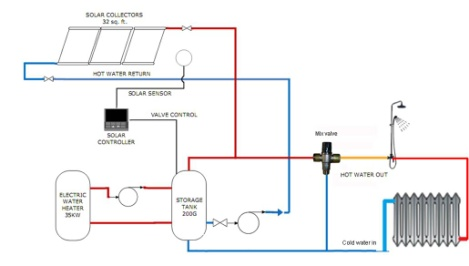 SOLAR COLLECTORS
32 sq. ft.
HOT WATER RETURN
SOLAR SENSOR
VALVE CONTROL
SOLAR
CONTROLLER
Mix valve
HOT WATER OUT
ELECTRIC
WATER
HEATER
35KW
STORAGE
TANK
200G
Cold water in